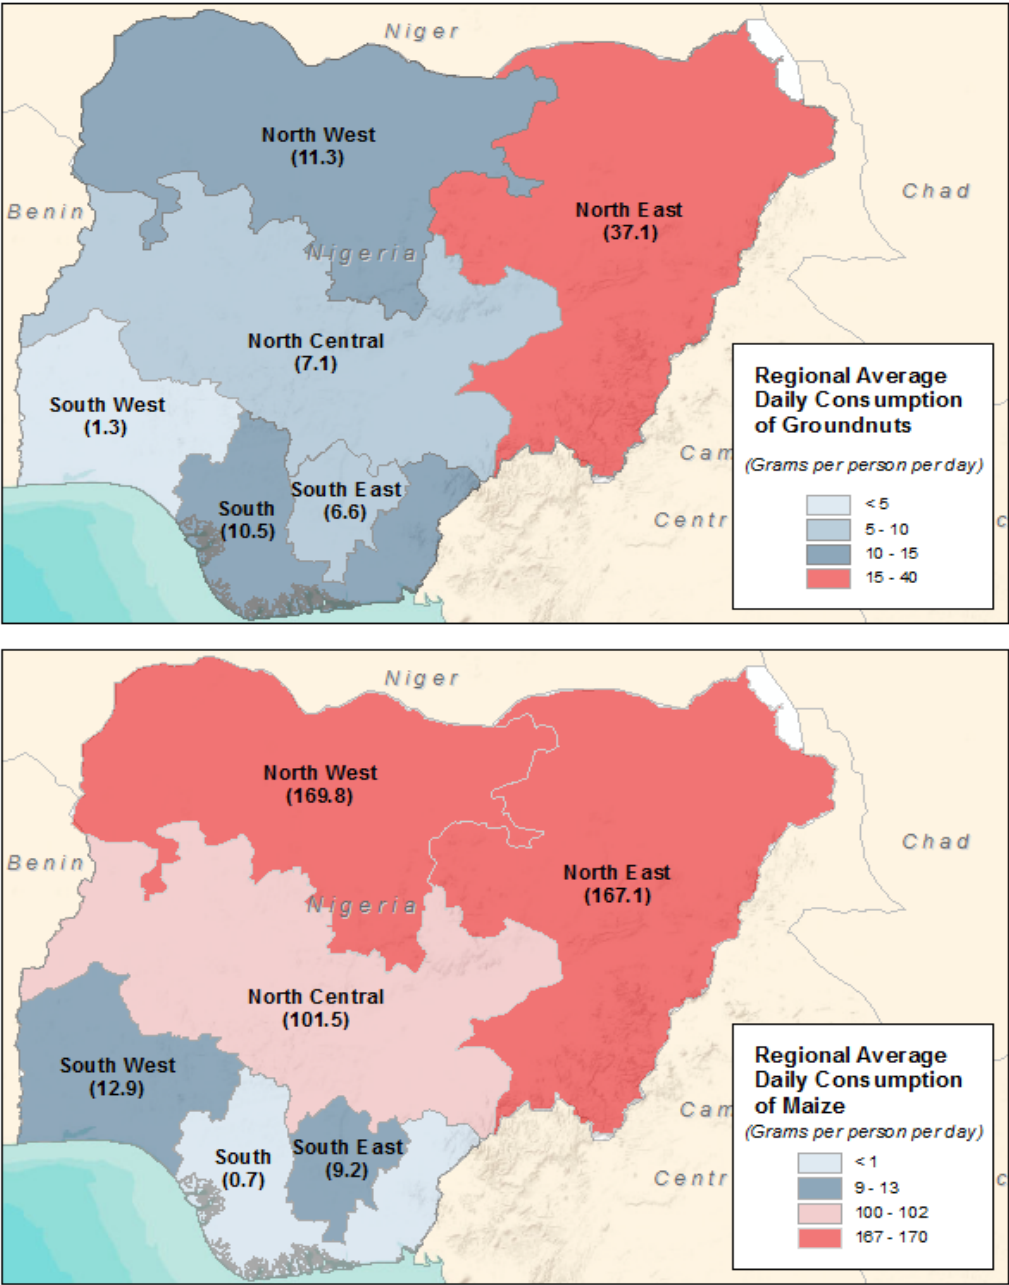 Niger
North West
(11.3)
Chad
Benin
North East
(37.1)
Nigeria
North Central
(7.1)
South West
(1.3)
South East
(6.6)
South
(10.5)
Cam
Centr
c
Regional Average
Daily Consumption
of Groundnuts
(Grams per person per day)
< 5
5 - 10
10 - 15
15 - 40
Niger
North West
(169.8)
Chad
Benin
North East
(167.1)
Nigeria
North Central
(101.5)
South West
(12.9)
South East
(9.2)
South
(0.7)
Cam
Centr
c
Regional Average
Daily Consumption
of Maize
(Grams per person per day)
< 1
9 - 13
100 - 102
167 - 170